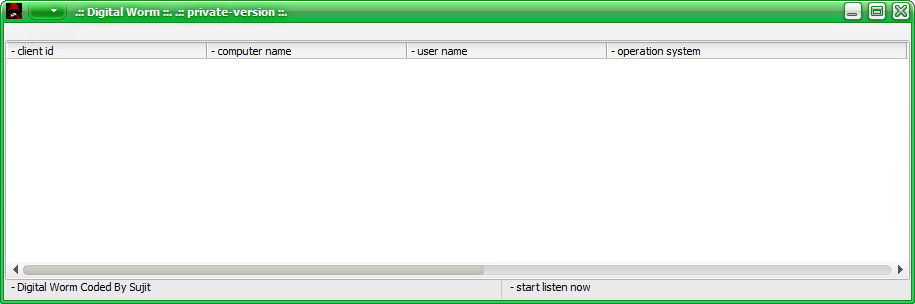 .:: Digital Worm ::. .:: private-version ::.
- client id - computer name - user name - operation system
- Digital Worm Coded By Sujit - start listen now